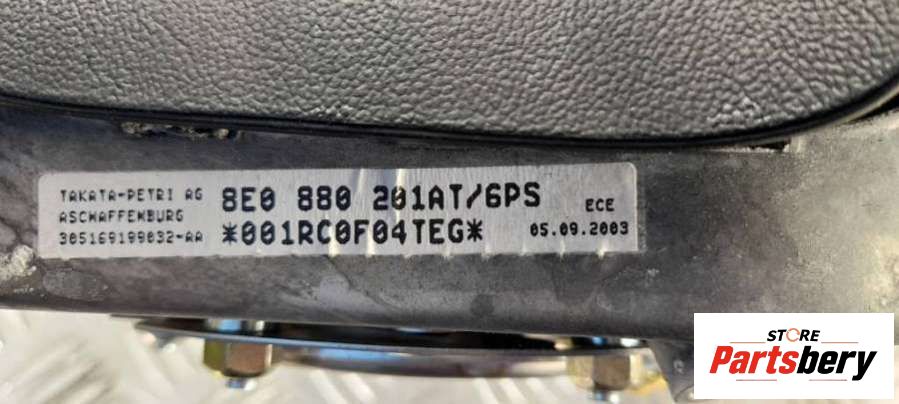 TAKATA-PETRI AG
ASCHAFFENBURG
305169199032-AA
8E0 880 201AT/6PS
*001RC0F04TEG*
ECE
05.09.2003
STORE
Partsbery